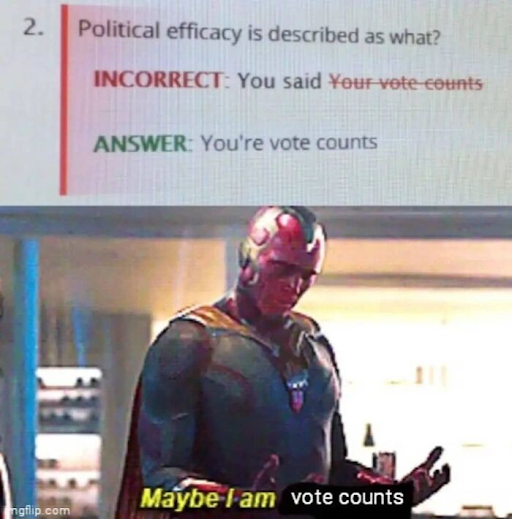 2. Political efficacy is described as what?
INCORRECT: You said Your vote counts
ANSWER: You're vote counts
Maybe I am vote counts
imgflip.com